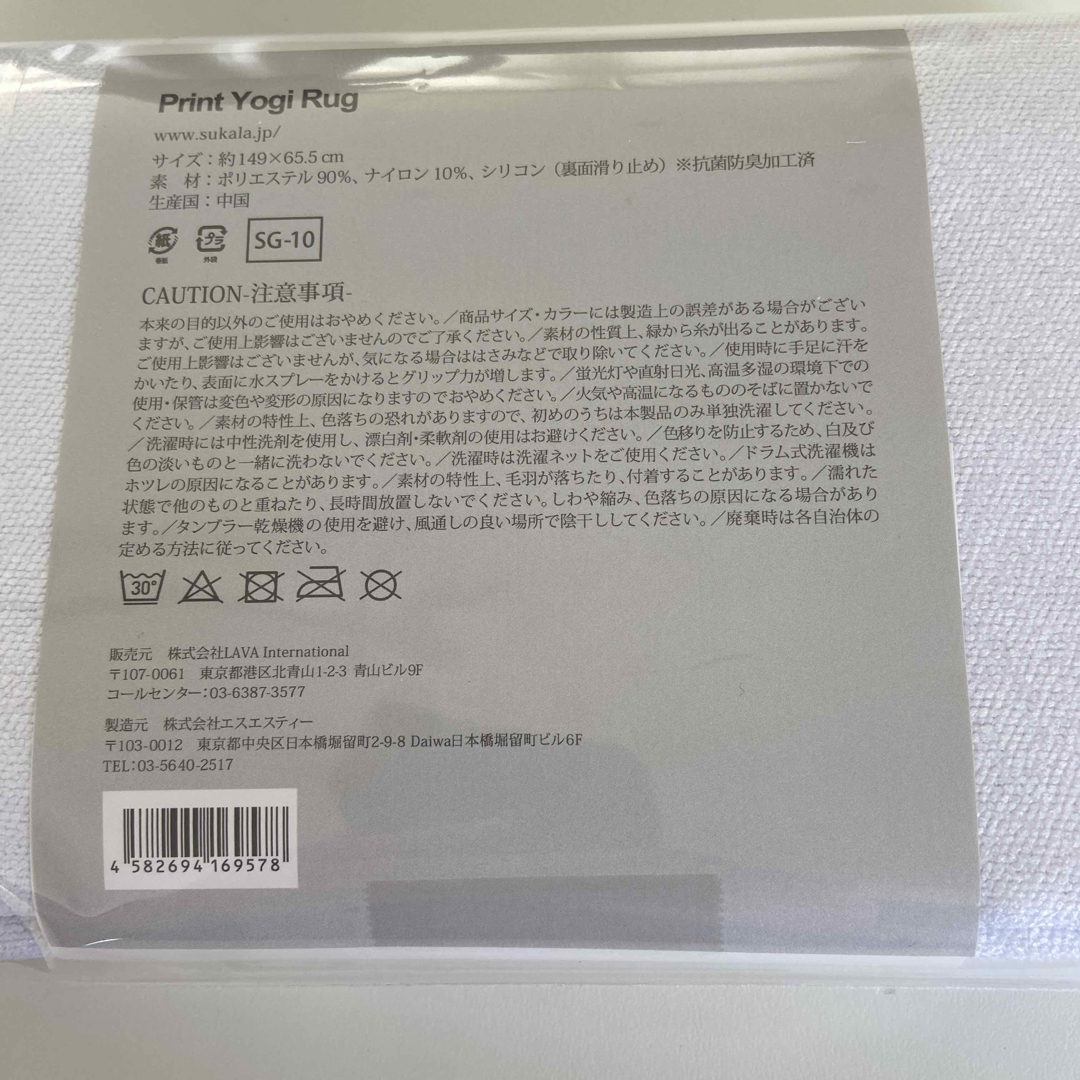 Print Yogi Rug
www.sukala.jp/
サイズ：約149×65.5cm
素　材：ポリエステル90%、ナイロン10%、シリコン（裏面滑り止め）※抗菌防臭加工済
生産国：中国
紙 プラ SG-10
巻紙 外袋
CAUTION-注意事項-
本来の目的以外のご使用はおやめください。／商品サイズ・カラーには製造上の誤差がある場合がござい
ますが、ご使用上影響はございませんのでご了承ください。／素材の性質上、縁から糸が出ることがあります。
ご使用上影響はございませんが、気になる場合ははさみなどで取り除いてください。／使用時に手足に汗を
かいたり、表面に水スプレーをかけるとグリップ力が増します。／蛍光灯や直射日光、高温多湿の環境下での
使用・保管は変色や変形の原因になりますのでおやめください。／火気や高温になるもののそばに置かないで
ください。／素材の特性上、色落ちの恐れがありますので、初めのうちは本製品のみ単独洗濯してください。
／洗濯時には中性洗剤を使用し、漂白剤・柔軟剤の使用はお避けください。／色移りを防止するため、白及び
色の淡いものと一緒に洗わないでください。／洗濯時は洗濯ネットをご使用ください。／ドラム式洗濯機は
ホツレの原因になることがあります。／素材の特性上、毛羽が落ちたり、付着することがあります。／濡れた
状態で他のものと重ねたり、長時間放置しないでください。しわや縮み、色落ちの原因になる場合があり
ます。／タンブラー乾燥機の使用を避け、風通しの良い場所で陰干ししてください。／廃棄時は各自治体の
定める方法に従ってください。
30°
販売元　株式会社LAVA International
〒107-0061　東京都港区北青山1-2-3 青山ビル9F
コールセンター：03-6387-3577
製造元　株式会社エスエスティー
〒103-0012　東京都中央区日本橋堀留町2-9-8 Daiwa日本橋堀留町ビル6F
TEL：03-5640-2517
4 582694 169578